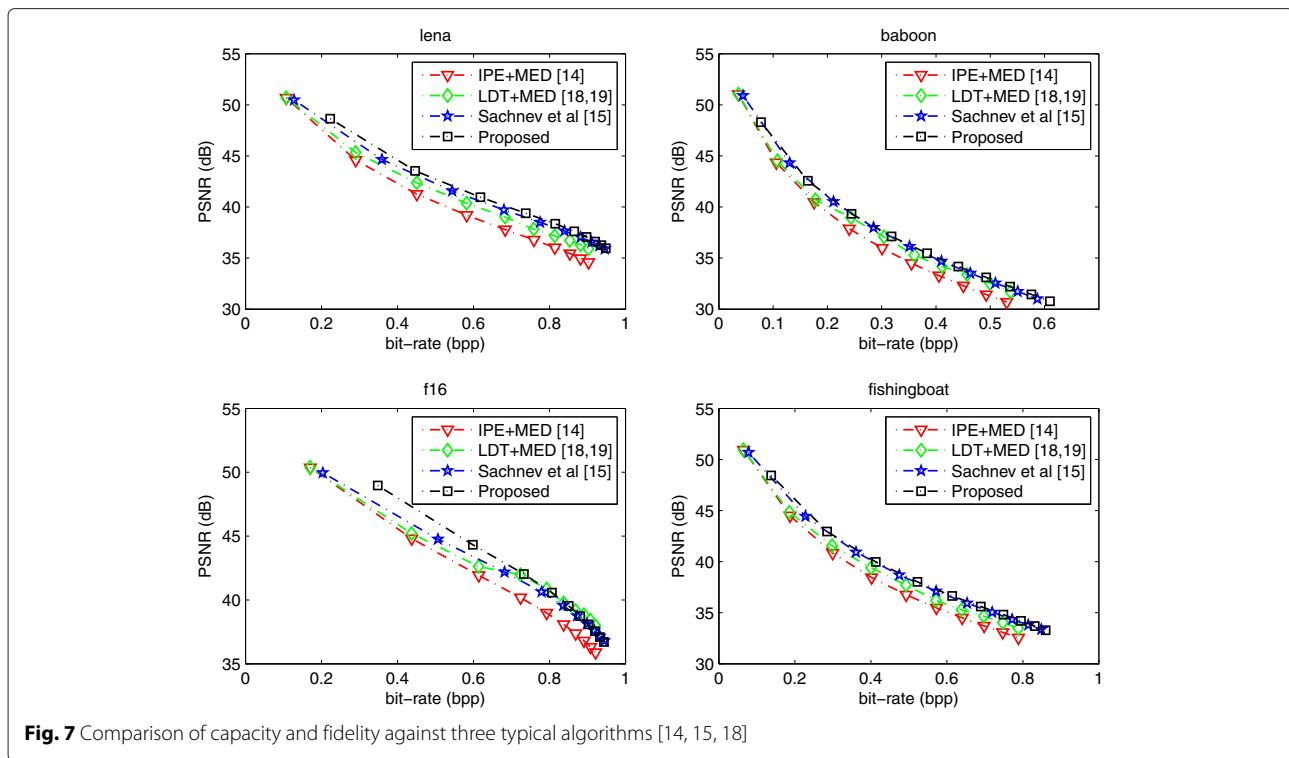 lena
55
50
45
40
35
30
PSNR (dB)
0 0.2 0.4 0.6 0.8 1
bit−rate (bpp)
IPE+MED [14]
LDT+MED [18,19]
Sachnev et al [15]
Proposed
baboon
55
50
45
40
35
30
PSNR (dB)
0 0.1 0.2 0.3 0.4 0.5 0.6
bit−rate (bpp)
IPE+MED [14]
LDT+MED [18,19]
Sachnev et al [15]
Proposed
f16
55
50
45
40
35
PSNR (dB)
0 0.2 0.4 0.6 0.8 1
bit−rate (bpp)
IPE+MED [14]
LDT+MED [18,19]
Sachnev et al [15]
Proposed
fishingboat
55
50
45
40
35
30
PSNR (dB)
0 0.2 0.4 0.6 0.8 1
bit−rate (bpp)
IPE+MED [14]
LDT+MED [18,19]
Sachnev et al [15]
Proposed
Fig. 7 Comparison of capacity and fidelity against three typical algorithms [14, 15, 18]